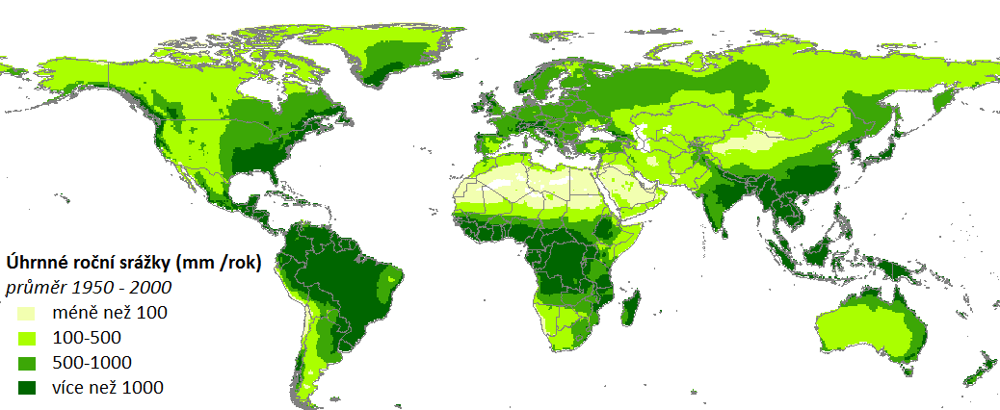 Úhrnné roční srážky (mm /rok)
průměr 1950 - 2000
méně než 100
100-500
500-1000
více než 1000